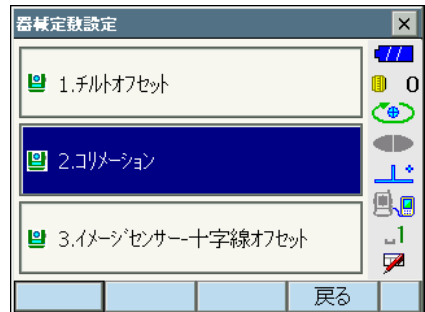 器械定数設定
1.チルトオフセット
0
2.コリメーション
3.イメージセンサー-十字線オフセット
1
戻る